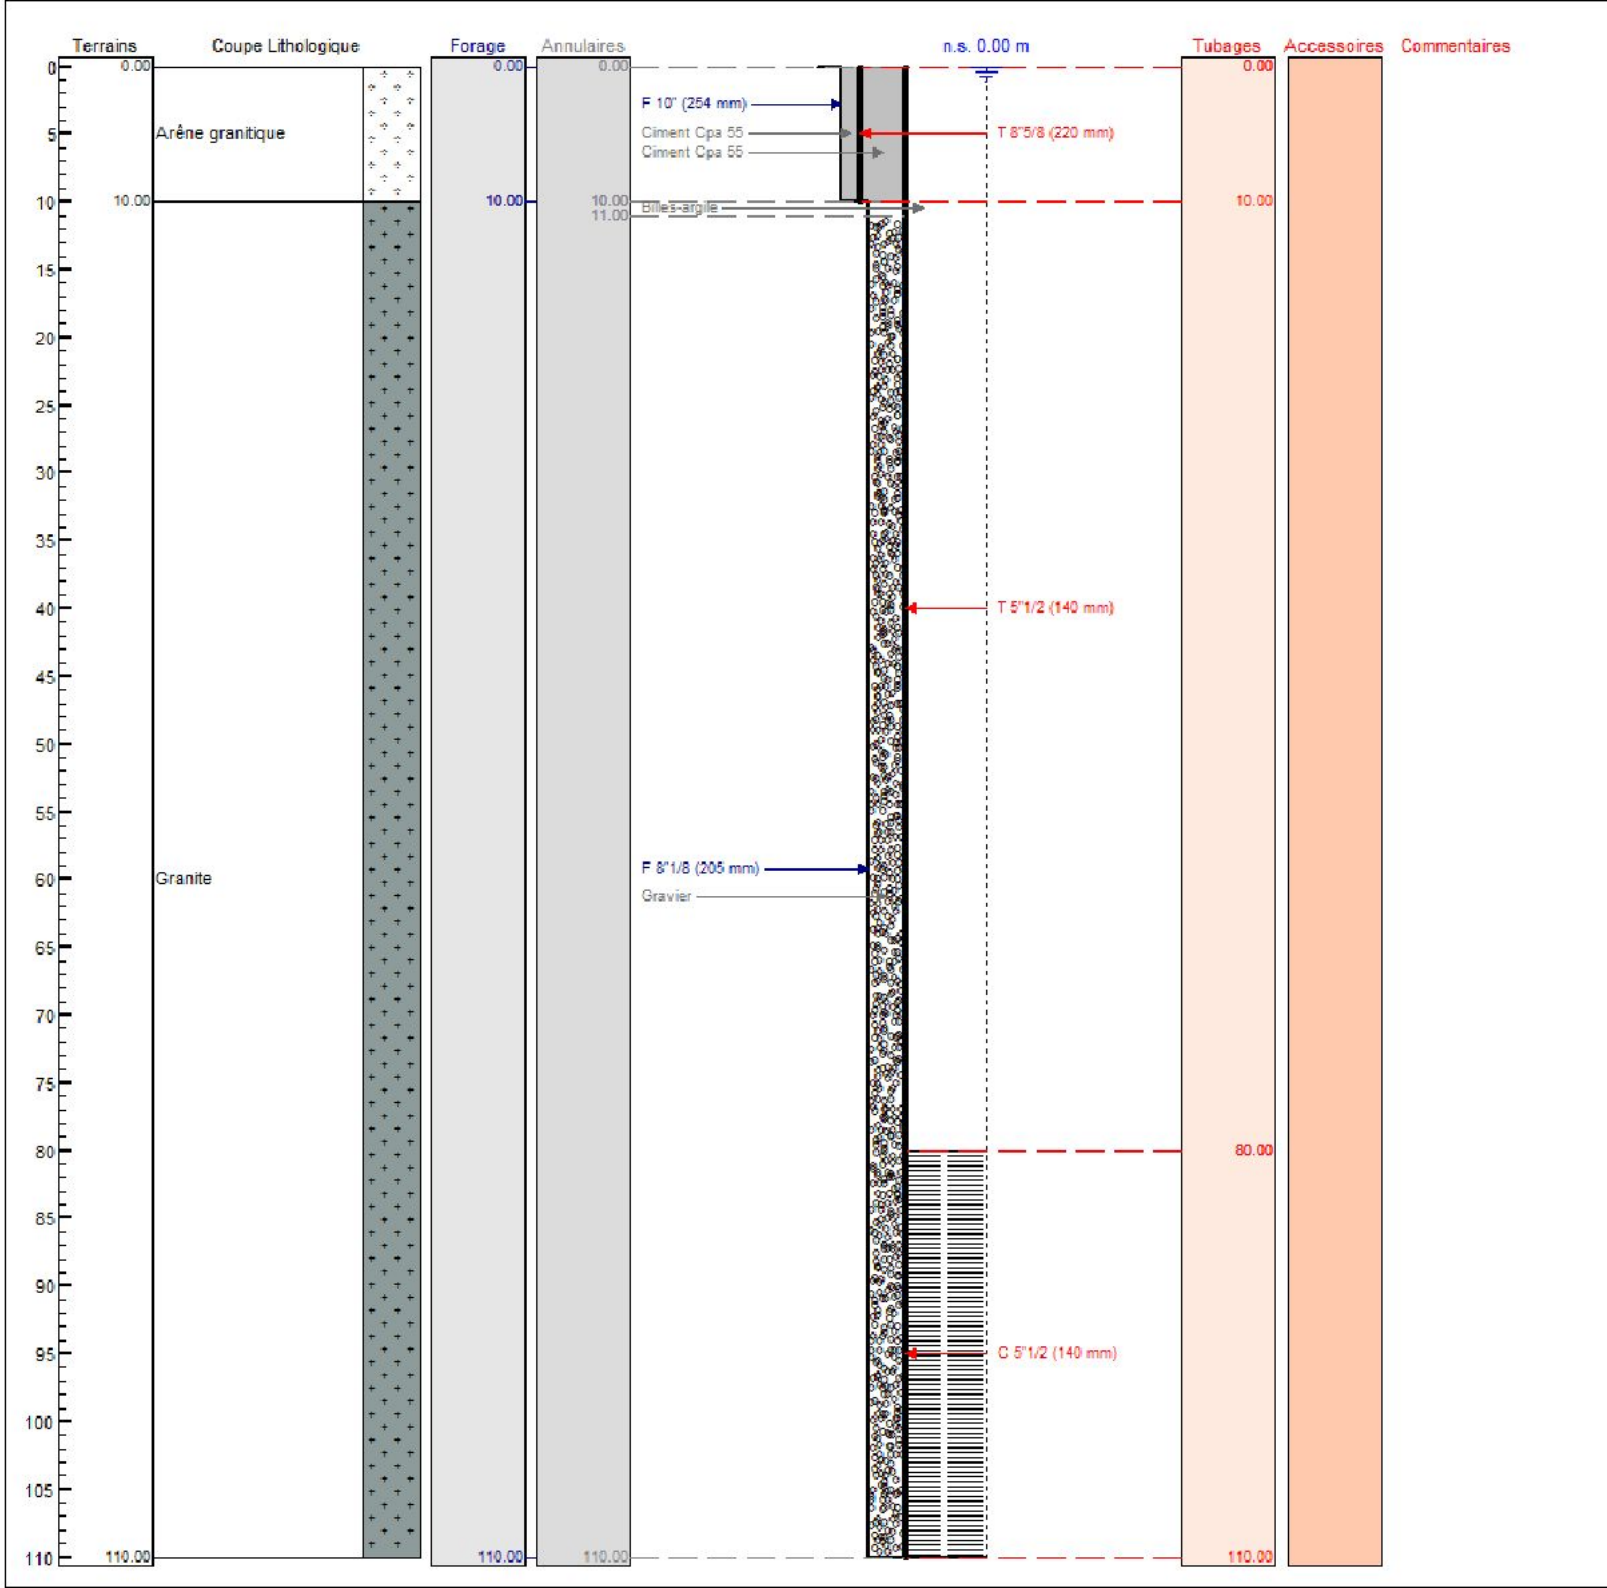 Terrains Coupe Lithologique Forage Annulaires n.s. 0.00 m Tubages Accessoires Commentaires
0 0.00 0.00 0.00 0.00
F 10" (254 mm)
5 Arêne granitique Ciment Cpa 55 T 8"5/8 (220 mm)
Ciment Cpa 55
10 10.00 10.00 10.00 10.00
Billes-argile
11.00
15
20
25
30
35
40 T 5"1/2 (140 mm)
45
50
55
F 8"1/8 (205 mm)
60 Granite
Gravier
65
70
75
80 80.00
85
90
95 C 5"1/2 (140 mm)
100
105
110 110.00 110.00 110.00 110.00